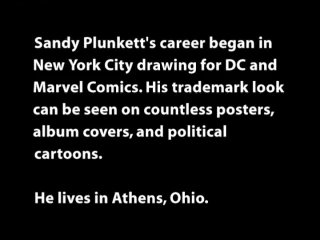 Sandy Plunkett's career began in
New York City drawing for DC and
Marvel Comics. His trademark look
can be seen on countless posters,
album covers, and political
cartoons.
He lives in Athens, Ohio.